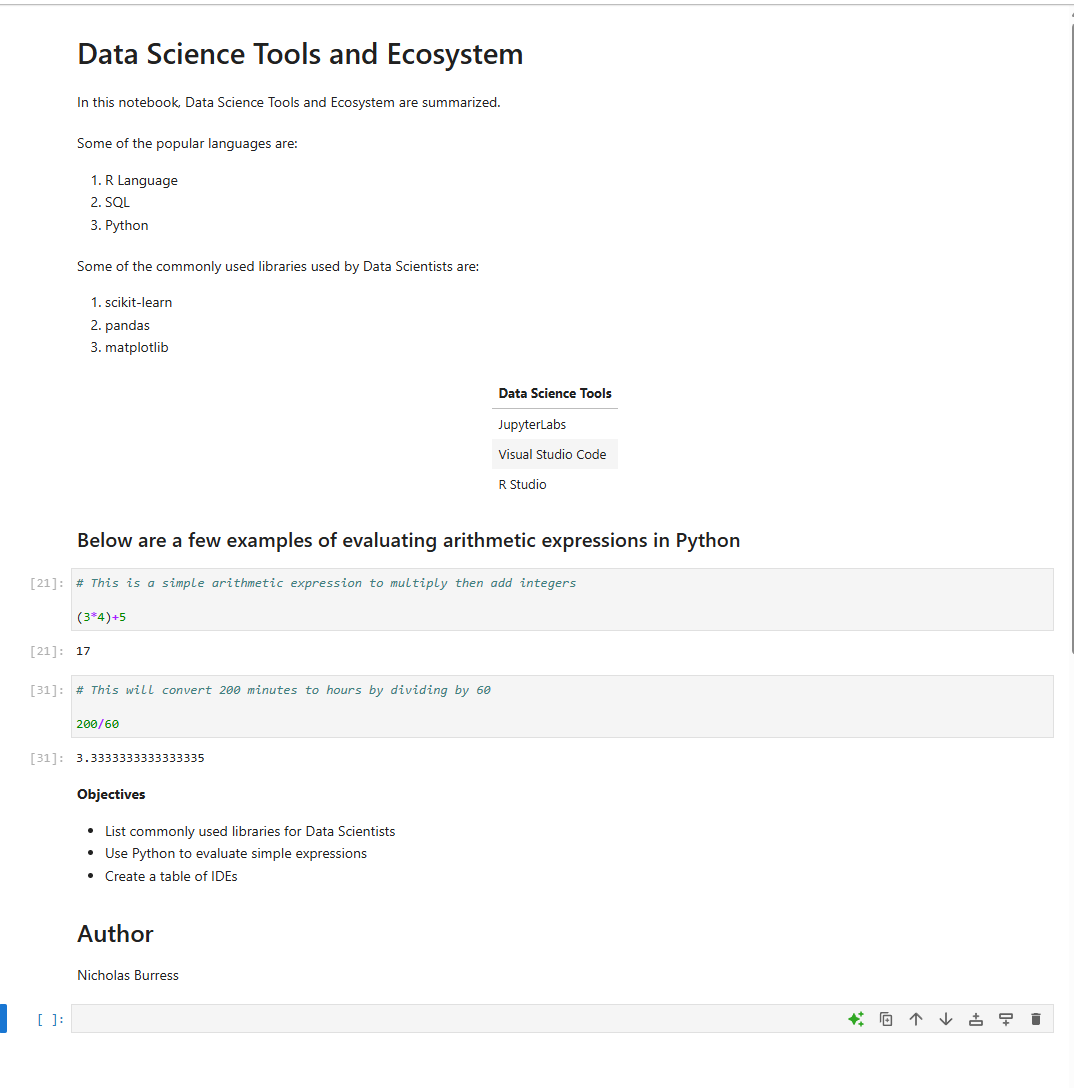 Data Science Tools and Ecosystem
In this notebook, Data Science Tools and Ecosystem are summarized.
Some of the popular languages are:
1. R Language
2. SQL
3. Python
Some of the commonly used libraries used by Data Scientists are:
1. scikit-learn
2. pandas
3. matplotlib
Data Science Tools
JupyterLabs
Visual Studio Code
R Studio
Below are a few examples of evaluating arithmetic expressions in Python
[21]: # This is a simple arithmetic expression to multiply then add integers
(3*4)+5
[21]: 17
[31]: # This will convert 200 minutes to hours by dividing by 60
200/60
[31]: 3.3333333333333335
Objectives
• List commonly used libraries for Data Scientists
• Use Python to evaluate simple expressions
• Create a table of IDEs
Author
Nicholas Burress
[ ]: